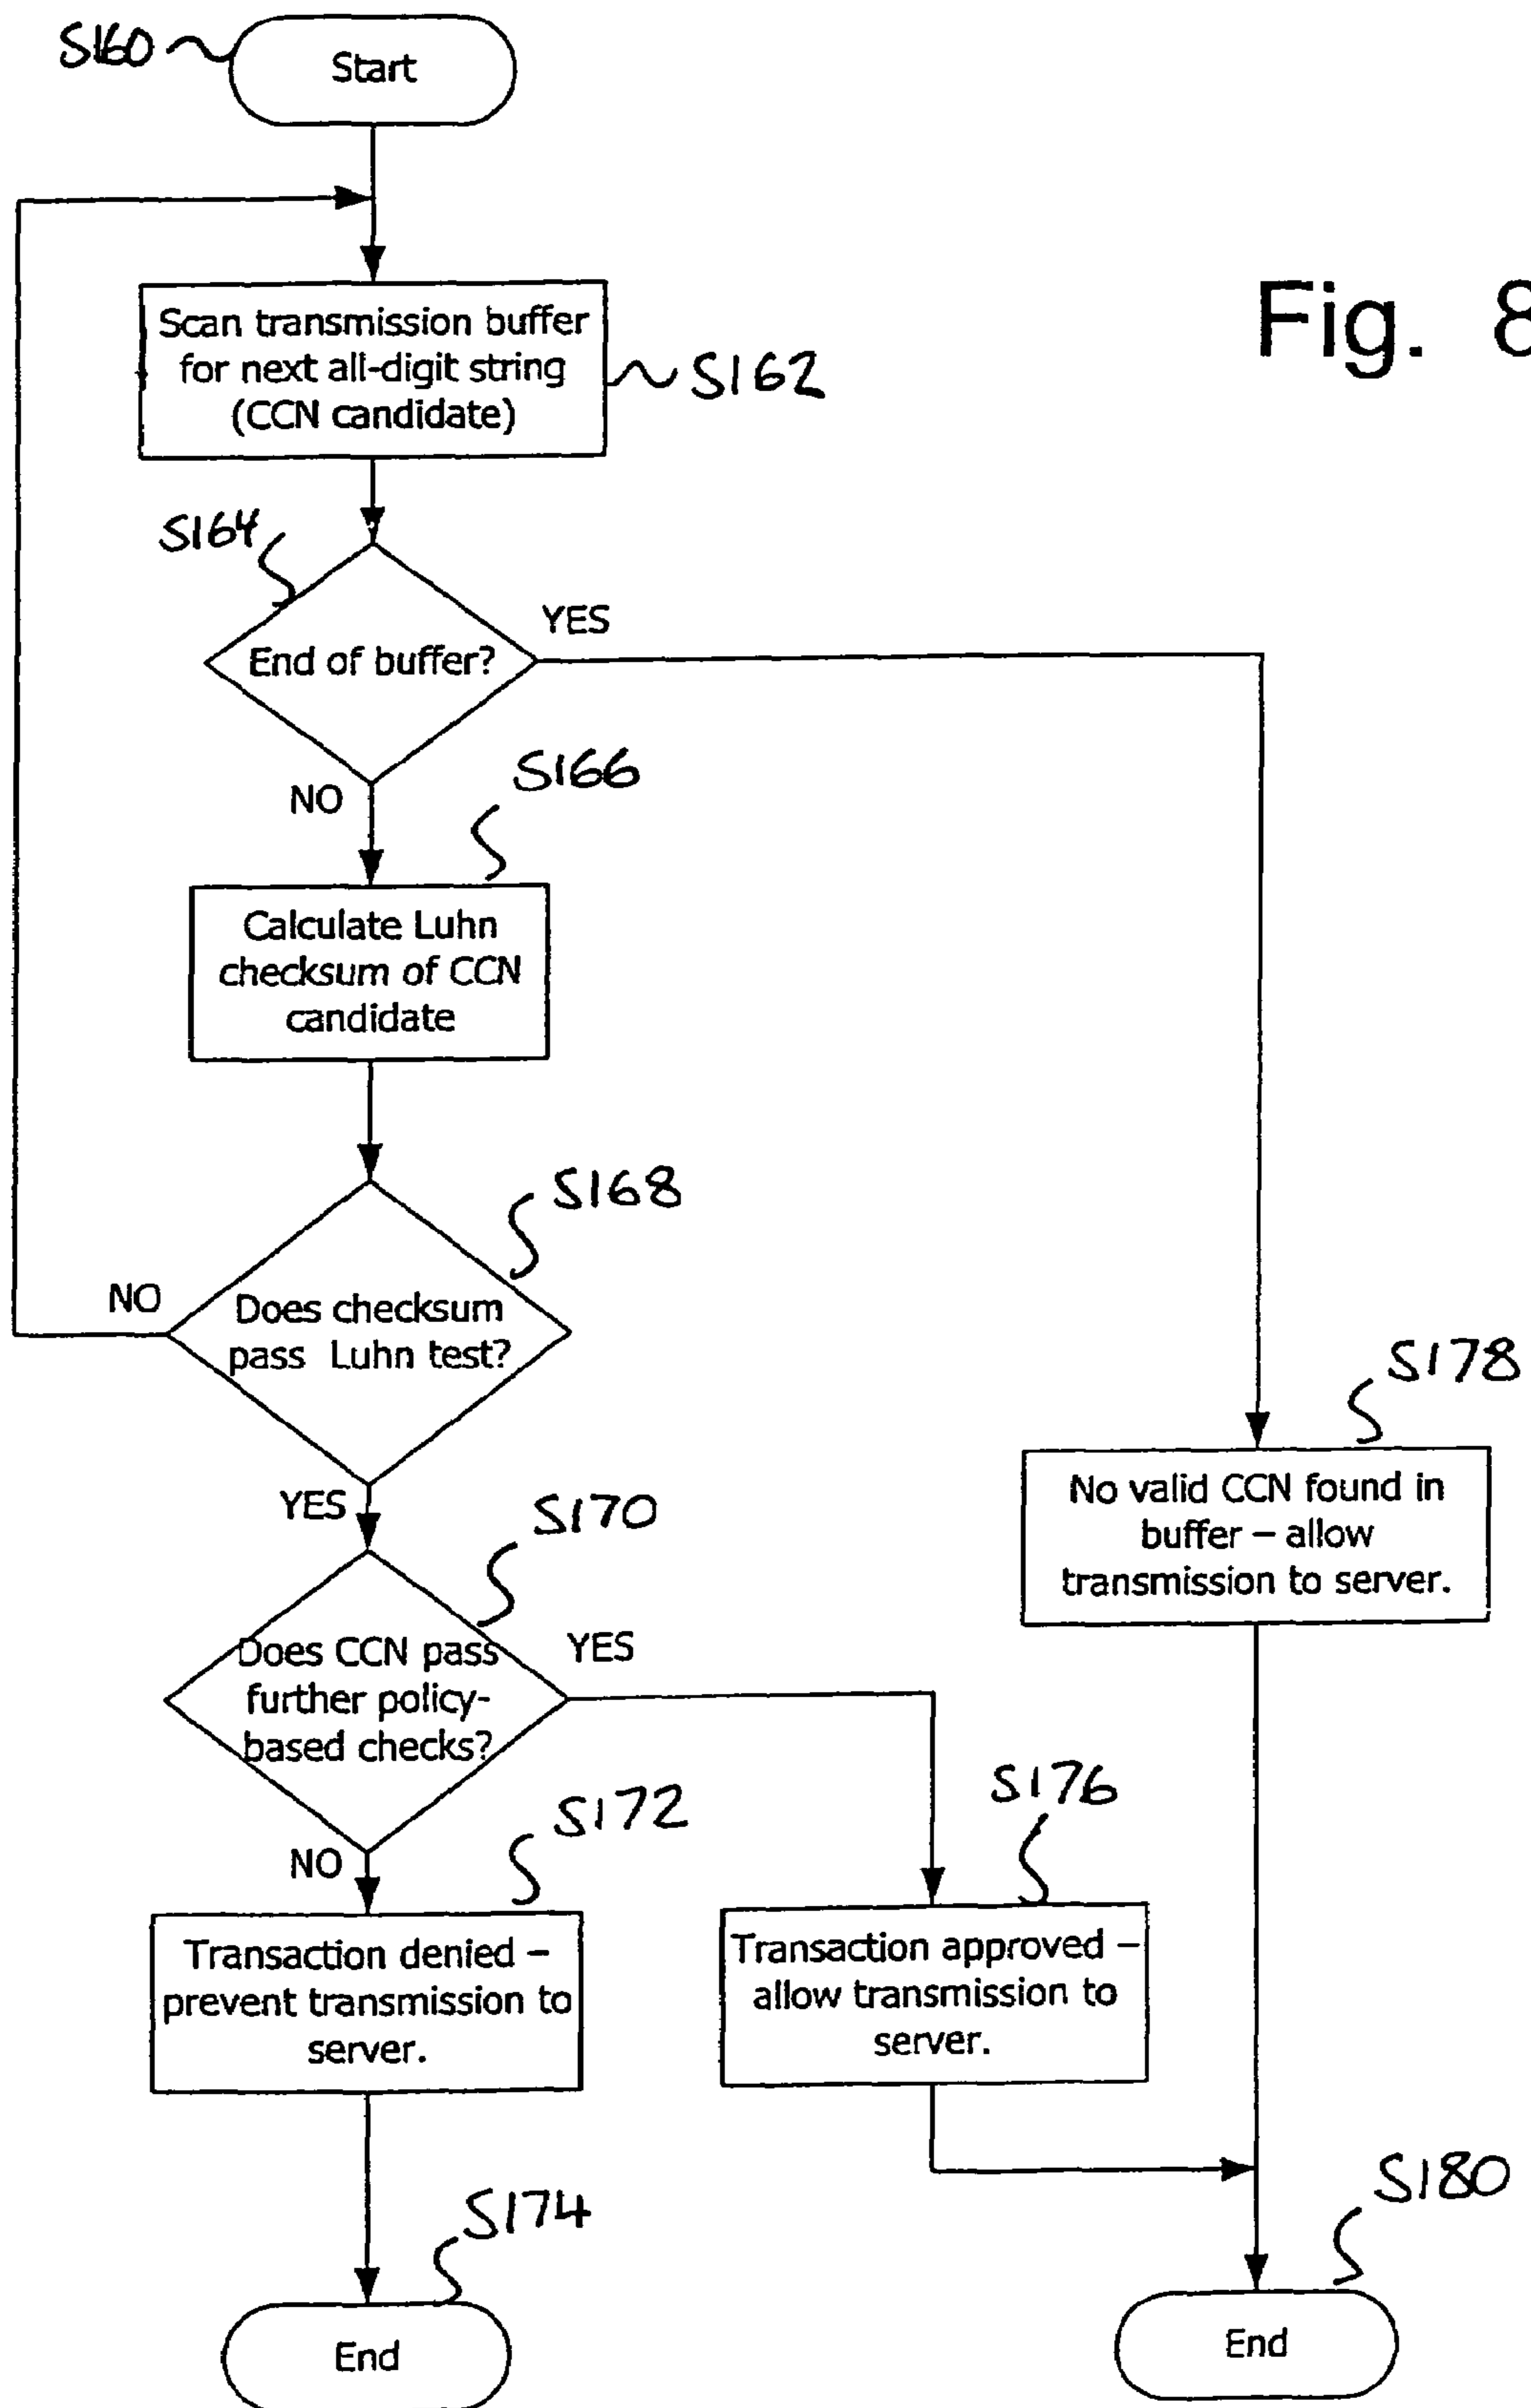 S160
Start
Fig. 8
Scan transmission buffer
for next all-digit string
(CCN candidate)
S162
S164
End of buffer?
YES
NO
S166
Calculate Luhn
checksum of CCN
candidate
S168
NO
Does checksum
pass Luhn test?
YES
S170
Does CCN pass
further policy-
based checks?
YES
NO
S172
Transaction denied –
prevent transmission to
server.
S176
Transaction approved –
allow transmission to
server.
S178
No valid CCN found in
buffer – allow
transmission to server.
S174
End
S180
End